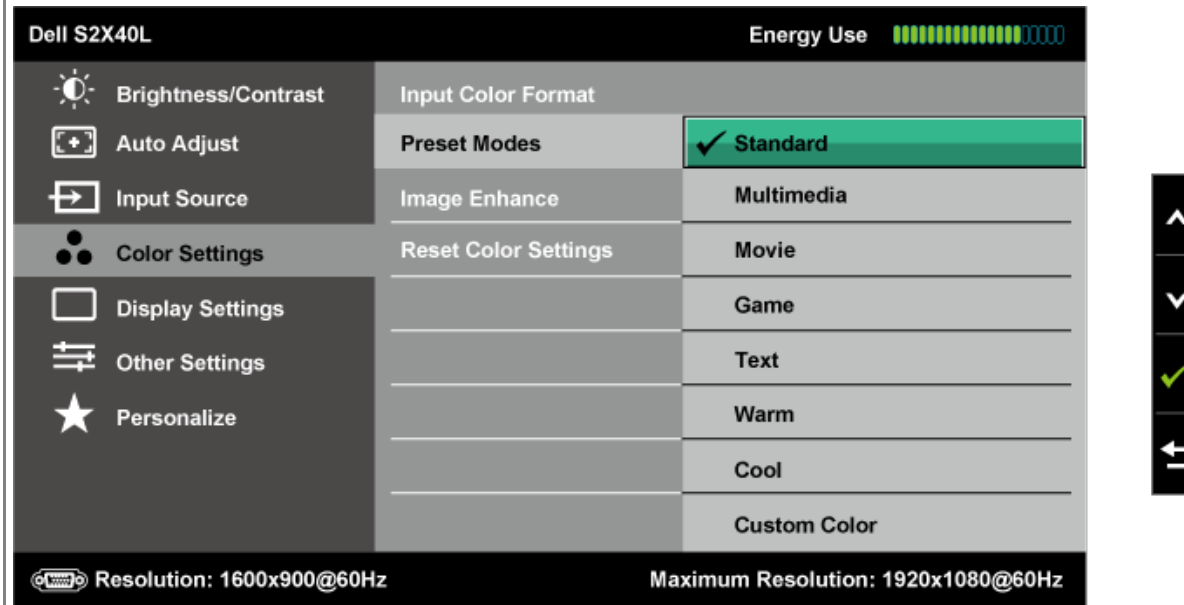 Dell S2X40L
Energy Use
Brightness/Contrast
Auto Adjust
Input Source
Color Settings
Display Settings
Other Settings
Personalize
Input Color Format
Preset Modes
Image Enhance
Reset Color Settings
Standard
Multimedia
Movie
Game
Text
Warm
Cool
Custom Color
Resolution: 1600x900@60Hz
Maximum Resolution: 1920x1080@60Hz